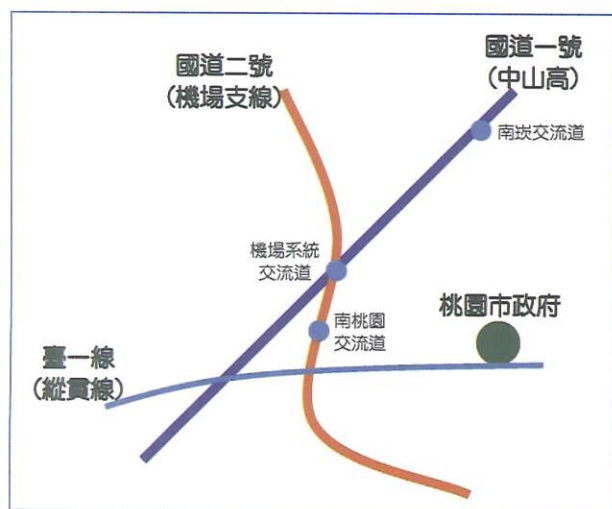 國道二號
(機場支線)
國道一號
(中山高)
南崁交流道
機場系統
交流道
南桃園
交流道
桃園市政府
臺一線
(縱貫線)